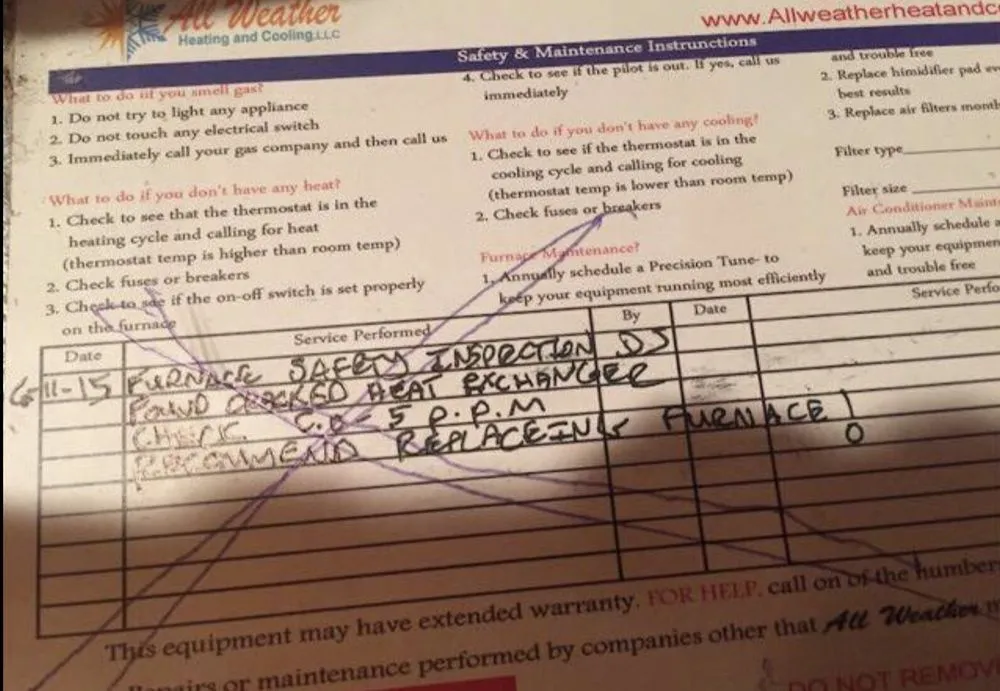 All Weather
Heating and Cooling,LLC
www.Allweatherheatandc
Safety & Maintenance Instrunctions
What to do iif you smell gas?
1. Do not try to light any appliance
2. Do not touch any electrical switch
3. Immediately call your gas company and then call us
What to do if you don't have any heat?
1. Check to see that the thermostat is in the
heating cycle and calling for heat
(thermostat temp is higher than room temp)
2. Check fuses or breakers
3. Check to see if the on-off switch is set properly
on the furnace
4. Check to see if the pilot is out. If yes, call us
immediately
What to do if you don't have any cooling?
1. Check to see if the thermostat is in the
cooling cycle and calling for cooling
(thermostat temp is lower than room temp)
2. Check fuses or breakers
Furnace Maintenance?
1. Annually schedule a Precision Tune- to
keep your equipment running most efficiently
and trouble free
2. Replace himidifier pad ev
best results
3. Replace air filters month
Filter type
Filter size
Air Conditioner Maint
1. Annually schedule a
keep your equipmen
and trouble free
Date Service Performed By Date Service Perfo
11-15 FURNACE SAFETY INSPECTION DJ
FOUND CRACKED HEAT EXCHANGER
CHECK C.O- 5 P.P.M
RECOMMEND REPLACEING FURNACE!
This equipment may have extended warranty. FOR HELP, call on of the number
Repairs or maintenance performed by companies other that All Weather
DO NOT REMOV